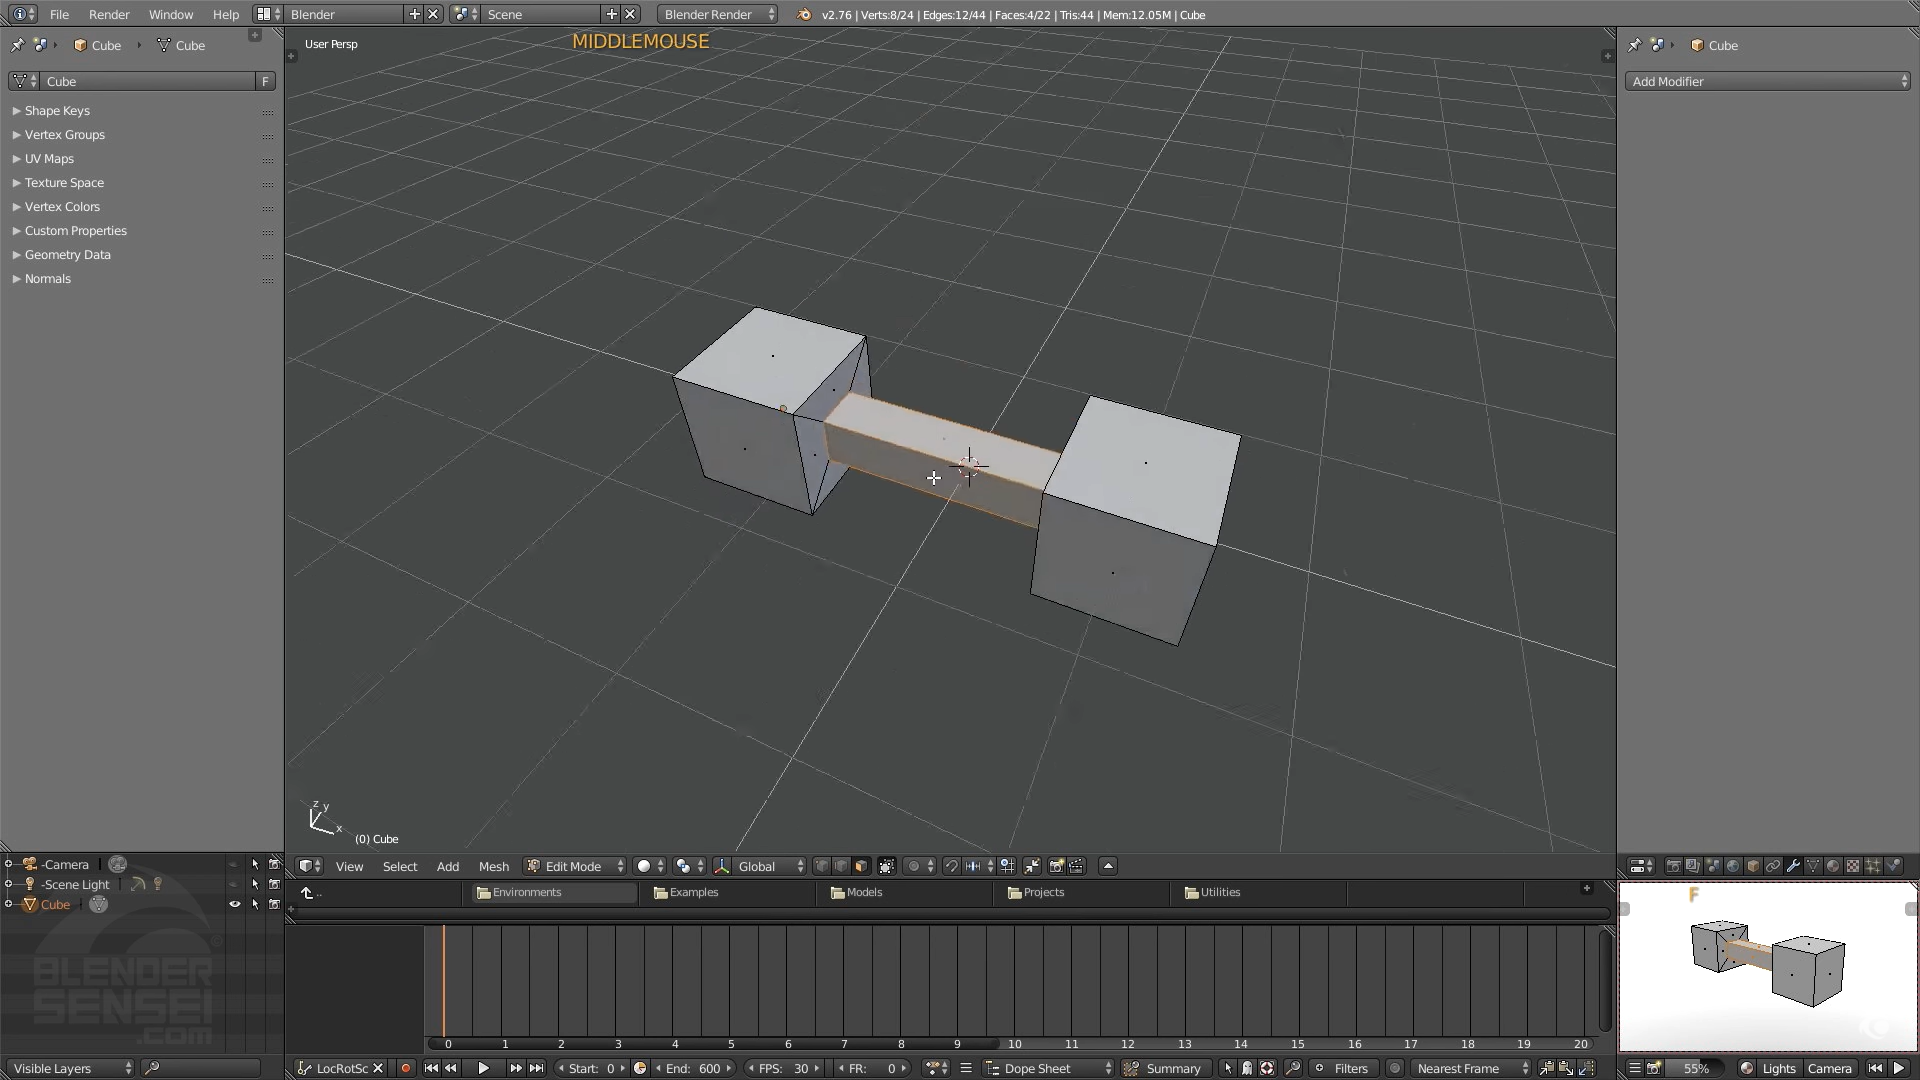 File Render Window Help Blender Scene Blender Render v2.76 | Verts:8/24 | Edges:12/44 | Faces:4/22 | Tris:44 | Mem:12.05M | Cube
Cube Cube
Cube F
Shape Keys
Vertex Groups
UV Maps
Texture Space
Vertex Colors
Custom Properties
Geometry Data
Normals
User Persp
MIDDLEMOUSE
z y
x
(0) Cube
Cube
Add Modifier
View Select Add Mesh Edit Mode Global
-Camera
-Scene Light
Cube
BLENDER
SENSEI
.COM
Visible Layers
.. Environments Examples Models Projects Utilities
0 1 2 3 4 5 6 7 8 9 10 11 12 13 14 15 16 17 18 19 20
LocRotSc Start: 0 End: 600 FPS: 30 FR: 0 Dope Sheet Summary Filters Nearest Frame
F
55% Lights Camera